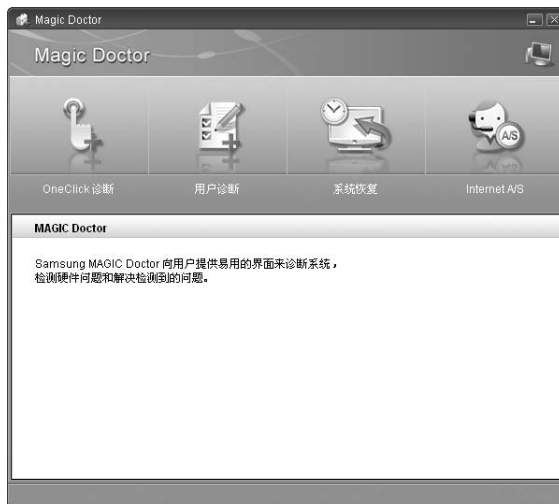 Magic Doctor
Magic Doctor
A/S
OneClick 诊断
用户诊断
系统恢复
Internet A/S
MAGIC Doctor
Samsung MAGIC Doctor 向用户提供易用的界面来诊断系统，
检测硬件问题和解决检测到的问题。